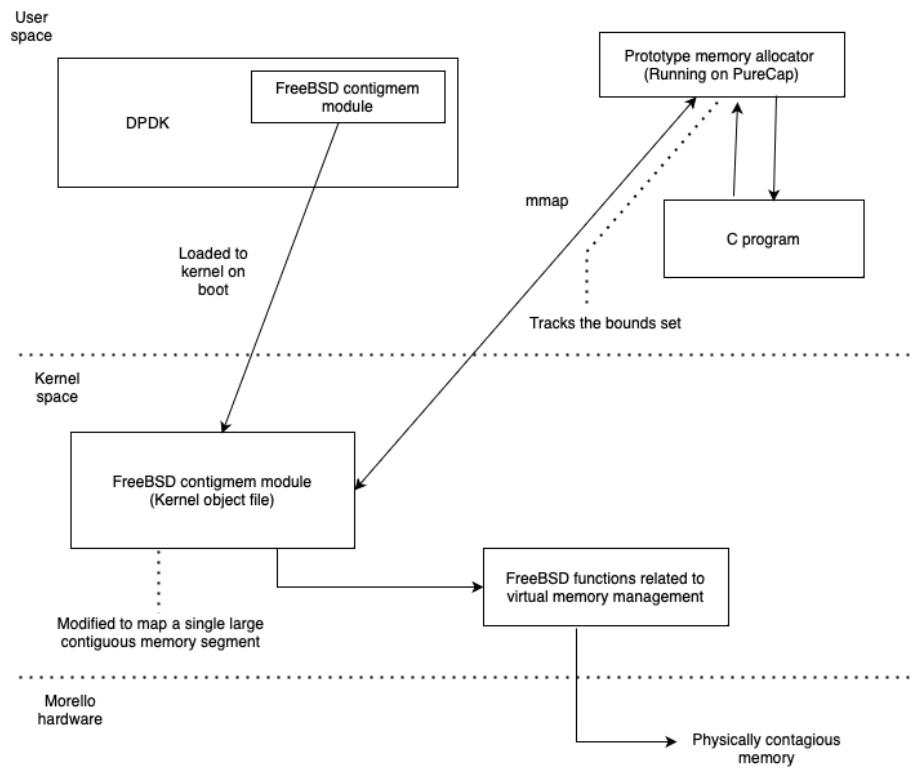 User
space
FreeBSD contigmem
module
DPDK
Prototype memory allocator
(Running on PureCap)
mmap
C program
Loaded to
kernel on
boot
Tracks the bounds set
Kernel
space
FreeBSD contigmem module
(Kernel object file)
FreeBSD functions related to
virtual memory management
Modified to map a single large
contiguous memory segment
Morello
hardware
Physically contagious
memory